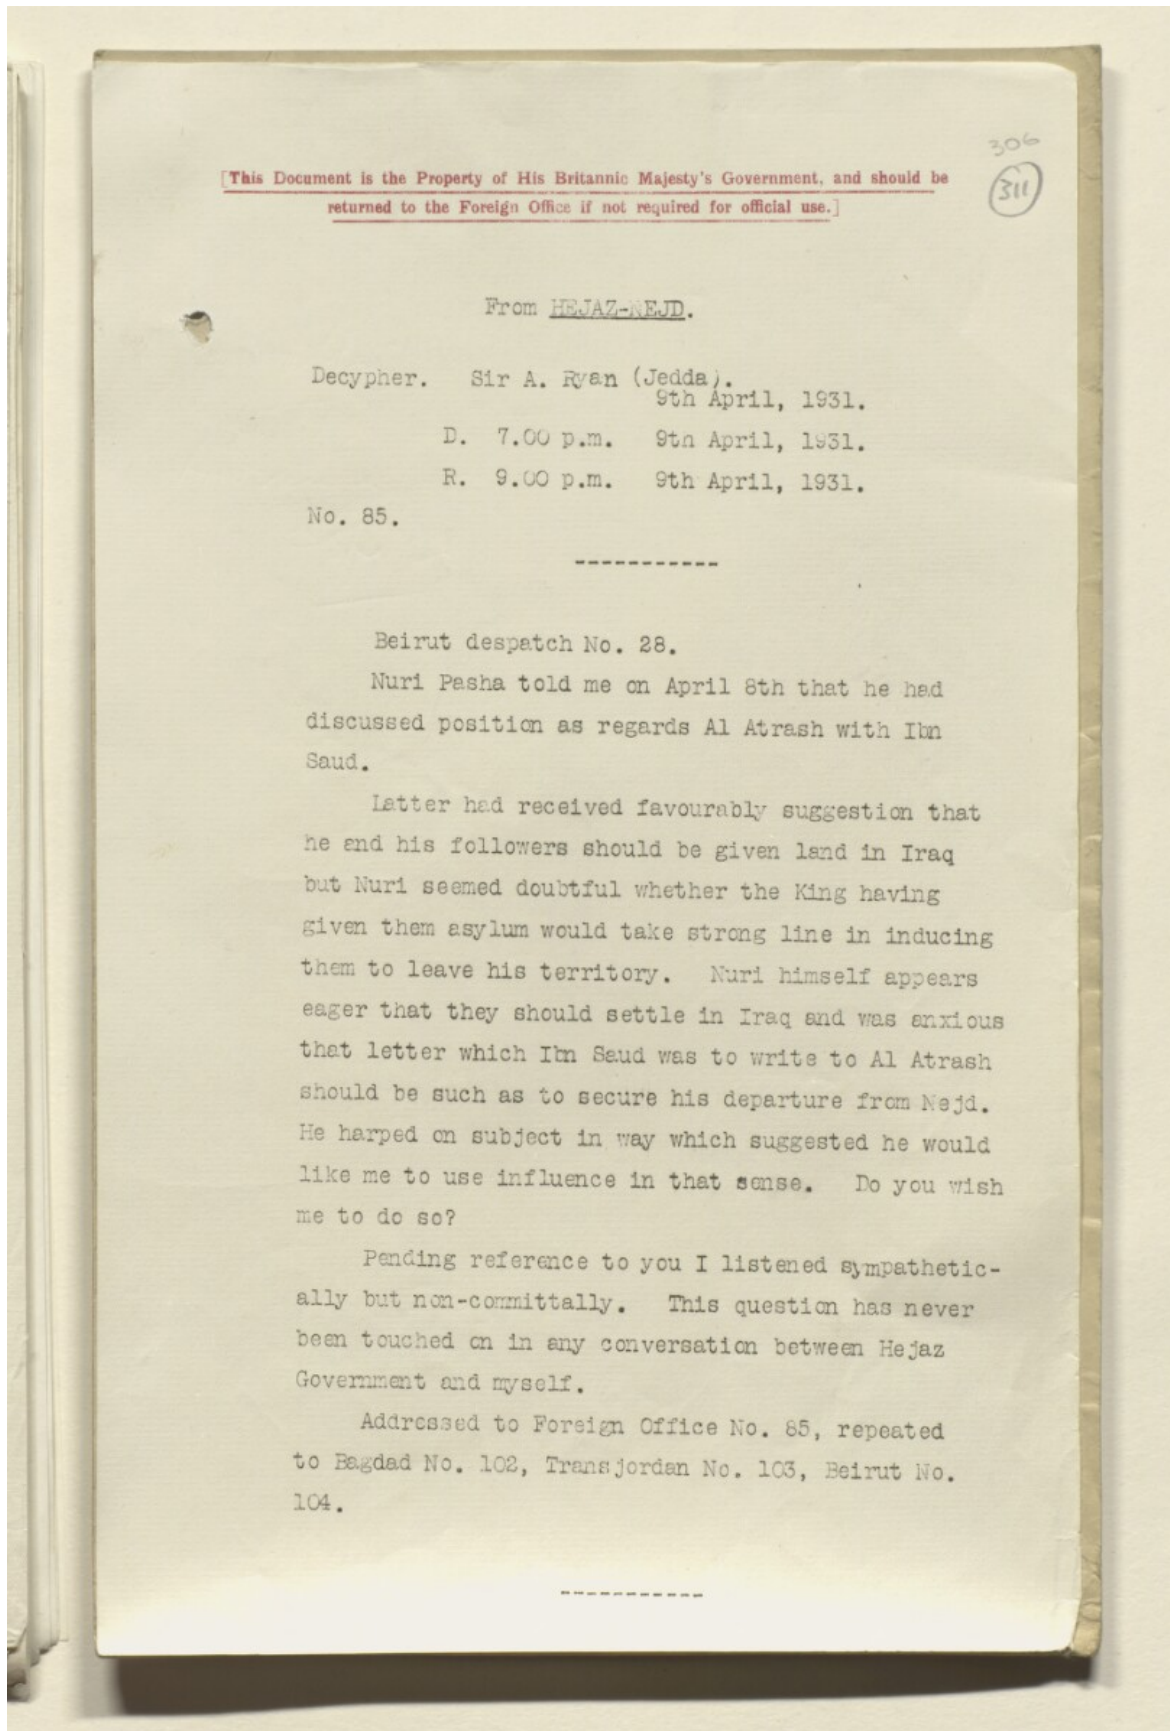 306
311
[This Document is the Property of His Britannic Majesty's Government, and should be
returned to the Foreign Office if not required for official use.]
From HEJAZ-NEJD.
Decypher. Sir A. Ryan (Jedda).
9th April, 1931.
D. 7.00 p.m. 9th April, 1931.
R. 9.00 p.m. 9th April, 1931.
No. 85.
-----------
Beirut despatch No. 28.
Nuri Pasha told me on April 8th that he had
discussed position as regards Al Atrash with Ibn
Saud.
Latter had received favourably suggestion that
he and his followers should be given land in Iraq
but Nuri seemed doubtful whether the King having
given them asylum would take strong line in inducing
them to leave his territory. Nuri himself appears
eager that they should settle in Iraq and was anxious
that letter which Ibn Saud was to write to Al Atrash
should be such as to secure his departure from Nejd.
He harped on subject in way which suggested he would
like me to use influence in that sense. Do you wish
me to do so?
Pending reference to you I listened sympathetic-
ally but non-committally. This question has never
been touched on in any conversation between Hejaz
Government and myself.
Addressed to Foreign Office No. 85, repeated
to Bagdad No. 102, Transjordan No. 103, Beirut No.
104.
-----------